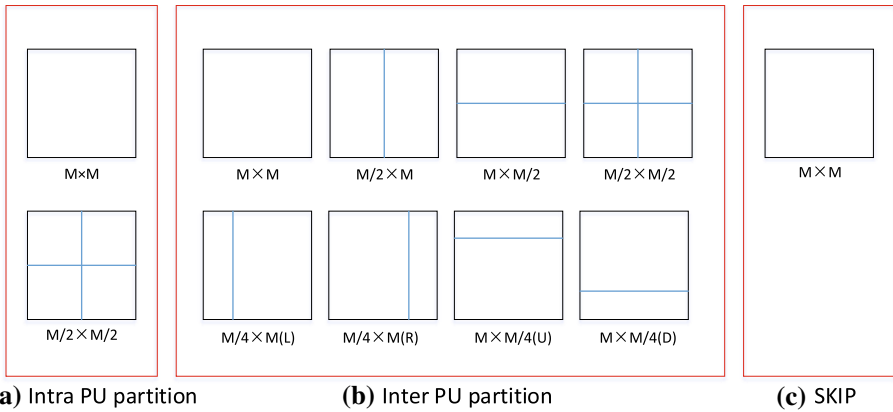 M×M
M/2×M/2
M×M
M/2×M
M×M/2
M/2×M/2
M/4×M(L)
M/4×M(R)
M×M/4(U)
M×M/4(D)
M×M
a) Intra PU partition
(b) Inter PU partition
(c) SKIP